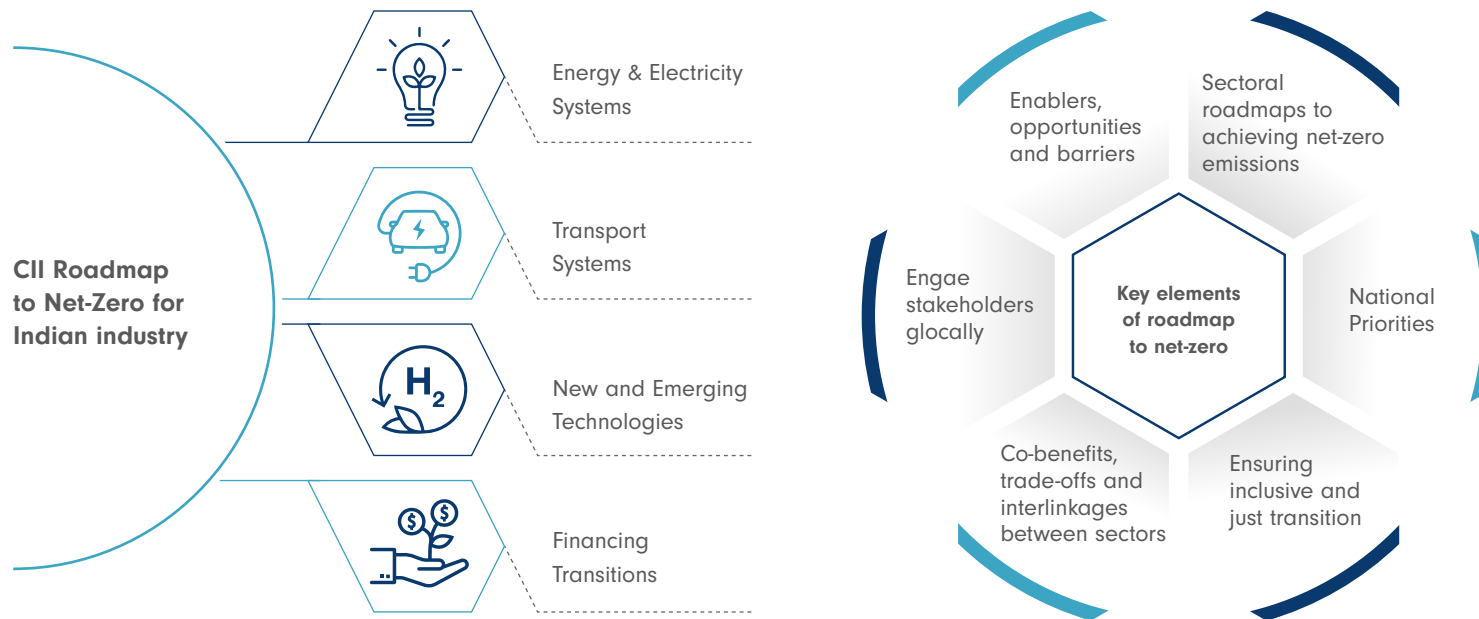 CII Roadmap
to Net-Zero for
Indian industry
Energy & Electricity
Systems
Transport
Systems
H2
New and Emerging
Technologies
$ $
Financing
Transitions
Enablers,
opportunities
and barriers
Sectoral
roadmaps to
achieving net-zero
emissions
Engae
stakeholders
glocally
Key elements
of roadmap
to net-zero
National
Priorities
Co-benefits,
trade-offs and
interlinkages
between sectors
Ensuring
inclusive and
just transition